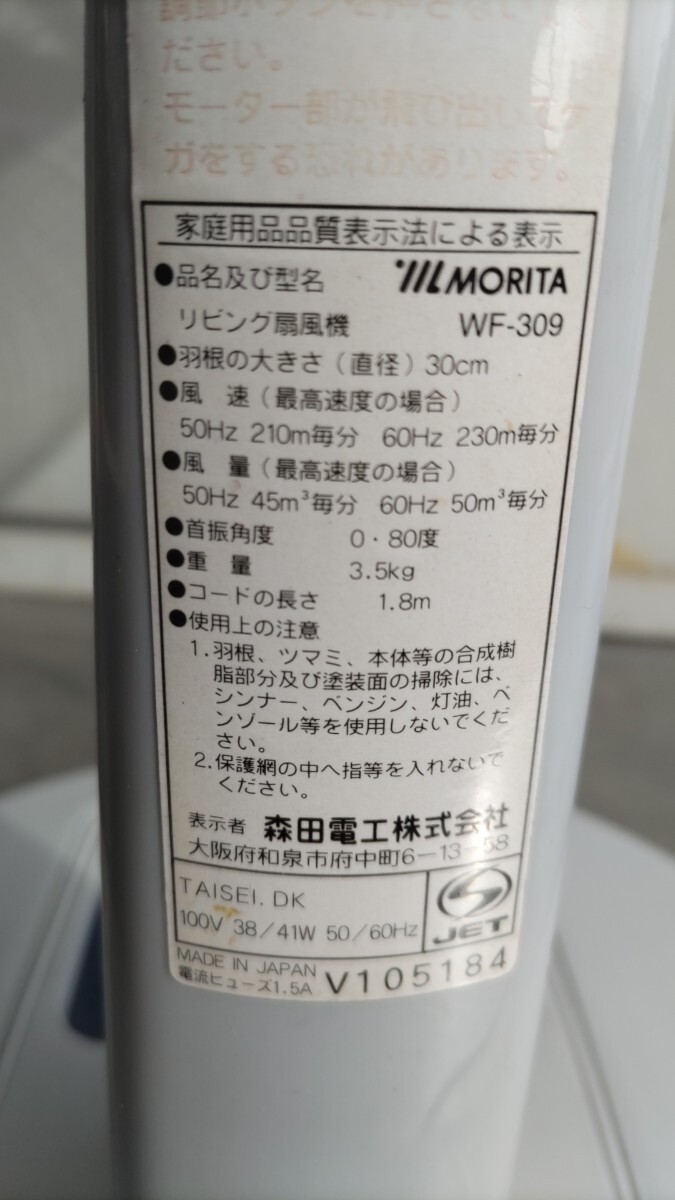 ださい。
モーター部が飛び出してケ
ガをする恐れがあります。
家庭用品品質表示法による表示
●品名及び型名 MORITA
リビング扇風機 WF-309
●羽根の大きさ(直径)30cm
●風 速(最高速度の場合)
50Hz 210m毎分 60Hz 230m毎分
●風 量(最高速度の場合)
50Hz 45m³毎分 60Hz 50m³毎分
●首振角度 0・80度
●重 量 3.5kg
●コードの長さ 1.8m
●使用上の注意
1.羽根、ツマミ、本体等の合成樹
脂部分及び塗装面の掃除には、
シンナー、ベンジン、灯油、ベ
ンゾール等を使用しないでくだ
さい。
2.保護網の中へ指等を入れないで
ください。
表示者 森田電工株式会社
大阪府和泉市府中町6-13-58
TAISEI.DK
100V 38/41W 50/60Hz
JET
MADE IN JAPAN
電流ヒューズ1.5A V105184